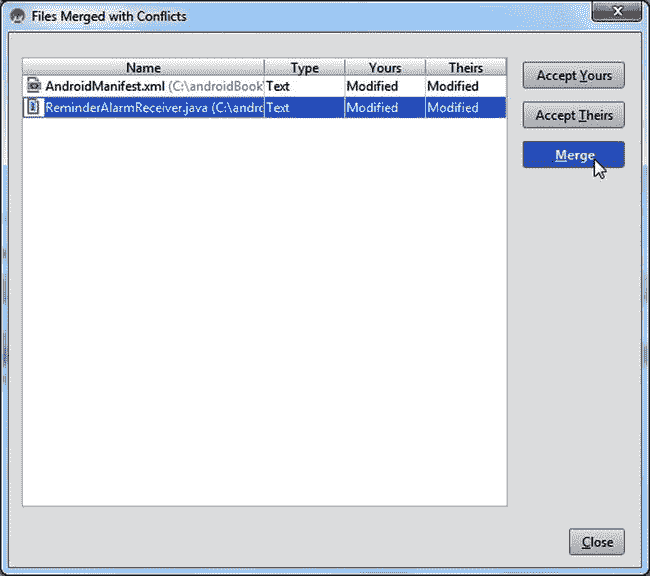 Files Merged with Conflicts
Name Type Yours Theirs
AndroidManifest.xml (C:\androidBook Text Modified Modified
ReminderAlarmReceiver.java (C:\andro Text Modified Modified
Accept Yours
Accept Theirs
Merge
Close